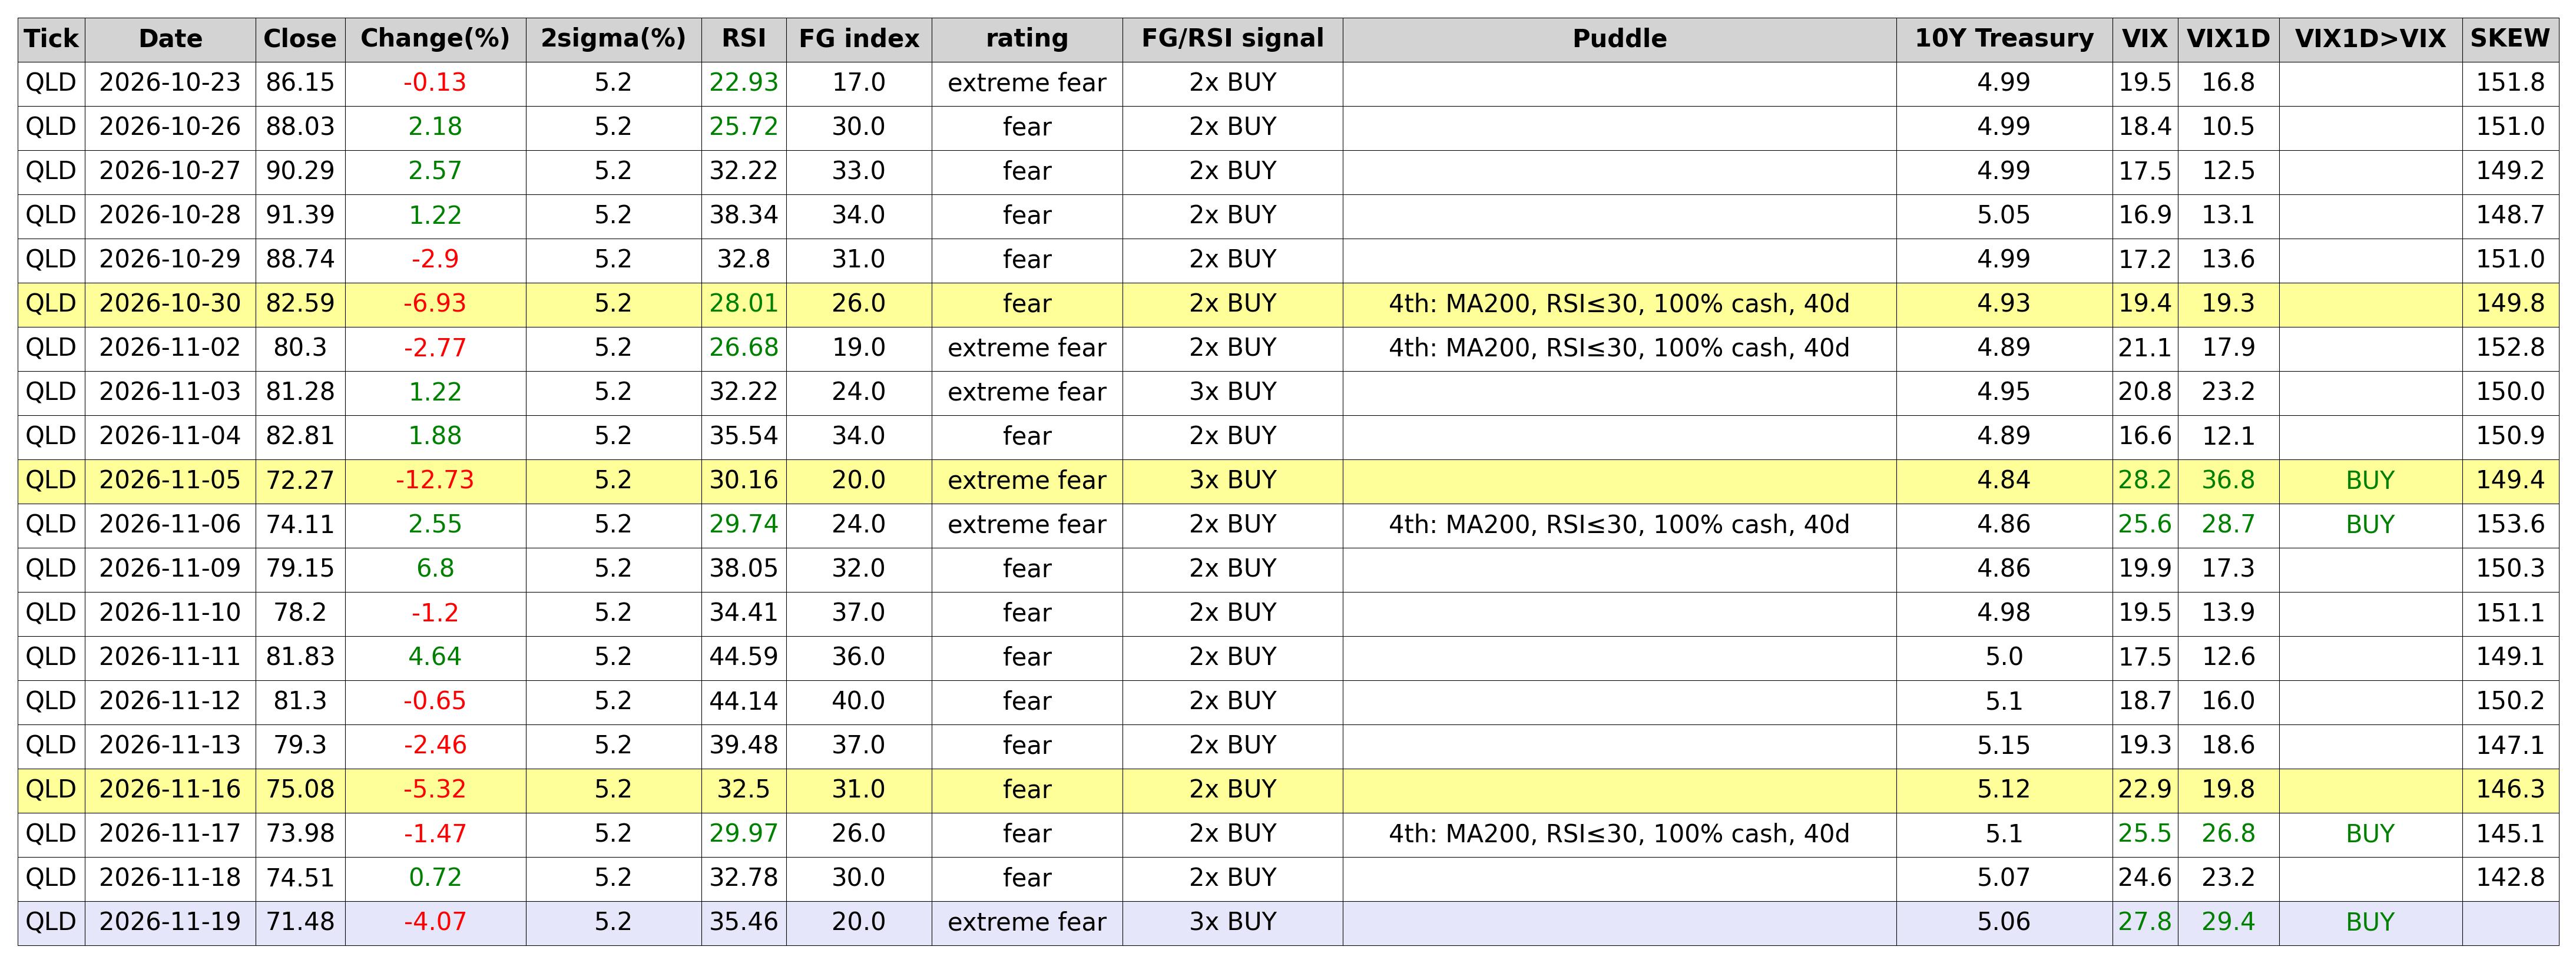 Tick Date Close Change(%) 2sigma(%) RSI FG index rating FG/RSI signal Puddle 10Y Treasury VIX VIX1D VIX1D>VIX SKEW
QLD 2026-10-23 86.15 -0.13 5.2 22.93 17.0 extreme fear 2x BUY 4.99 19.5 16.8 151.8
QLD 2026-10-26 88.03 2.18 5.2 25.72 30.0 fear 2x BUY 4.99 18.4 10.5 151.0
QLD 2026-10-27 90.29 2.57 5.2 32.22 33.0 fear 2x BUY 4.99 17.5 12.5 149.2
QLD 2026-10-28 91.39 1.22 5.2 38.34 34.0 fear 2x BUY 5.05 16.9 13.1 148.7
QLD 2026-10-29 88.74 -2.9 5.2 32.8 31.0 fear 2x BUY 4.99 17.2 13.6 151.0
QLD 2026-10-30 82.59 -6.93 5.2 28.01 26.0 fear 2x BUY 4th: MA200, RSI≤30, 100% cash, 40d 4.93 19.4 19.3 149.8
QLD 2026-11-02 80.3 -2.77 5.2 26.68 19.0 extreme fear 2x BUY 4th: MA200, RSI≤30, 100% cash, 40d 4.89 21.1 17.9 152.8
QLD 2026-11-03 81.28 1.22 5.2 32.22 24.0 extreme fear 3x BUY 4.95 20.8 23.2 150.0
QLD 2026-11-04 82.81 1.88 5.2 35.54 34.0 fear 2x BUY 4.89 16.6 12.1 150.9
QLD 2026-11-05 72.27 -12.73 5.2 30.16 20.0 extreme fear 3x BUY 4.84 28.2 36.8 BUY 149.4
QLD 2026-11-06 74.11 2.55 5.2 29.74 24.0 extreme fear 2x BUY 4th: MA200, RSI≤30, 100% cash, 40d 4.86 25.6 28.7 BUY 153.6
QLD 2026-11-09 79.15 6.8 5.2 38.05 32.0 fear 2x BUY 4.86 19.9 17.3 150.3
QLD 2026-11-10 78.2 -1.2 5.2 34.41 37.0 fear 2x BUY 4.98 19.5 13.9 151.1
QLD 2026-11-11 81.83 4.64 5.2 44.59 36.0 fear 2x BUY 5.0 17.5 12.6 149.1
QLD 2026-11-12 81.3 -0.65 5.2 44.14 40.0 fear 2x BUY 5.1 18.7 16.0 150.2
QLD 2026-11-13 79.3 -2.46 5.2 39.48 37.0 fear 2x BUY 5.15 19.3 18.6 147.1
QLD 2026-11-16 75.08 -5.32 5.2 32.5 31.0 fear 2x BUY 5.12 22.9 19.8 146.3
QLD 2026-11-17 73.98 -1.47 5.2 29.97 26.0 fear 2x BUY 4th: MA200, RSI≤30, 100% cash, 40d 5.1 25.5 26.8 BUY 145.1
QLD 2026-11-18 74.51 0.72 5.2 32.78 30.0 fear 2x BUY 5.07 24.6 23.2 142.8
QLD 2026-11-19 71.48 -4.07 5.2 35.46 20.0 extreme fear 3x BUY 5.06 27.8 29.4 BUY